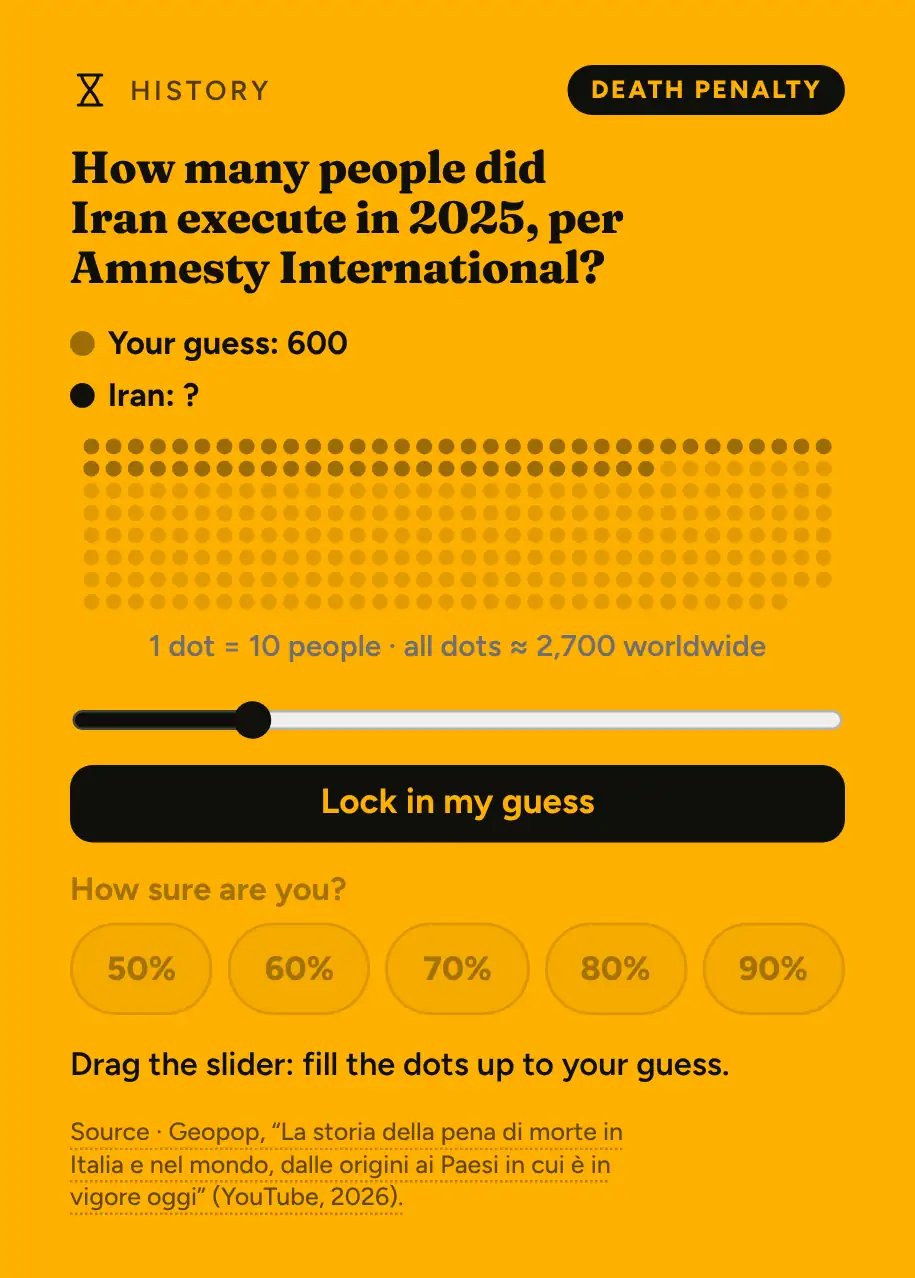 HISTORY
DEATH PENALTY
How many people did
Iran execute in 2025, per
Amnesty International?
Your guess: 600
Iran: ?
1 dot = 10 people · all dots ≈ 2,700 worldwide
Lock in my guess
How sure are you?
50%
60%
70%
80%
90%
Drag the slider: fill the dots up to your guess.
Source · Geopop, “La storia della pena di morte in
Italia e nel mondo, dalle origini ai Paesi in cui è in
vigore oggi” (YouTube, 2026).